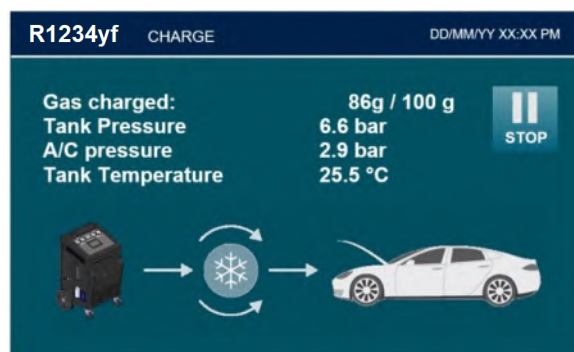 R1234yf CHARGE DD/MM/YY XX:XX PM
Gas charged: 86g / 100 g
Tank Pressure 6.6 bar
A/C pressure 2.9 bar
Tank Temperature 25.5 °C
STOP